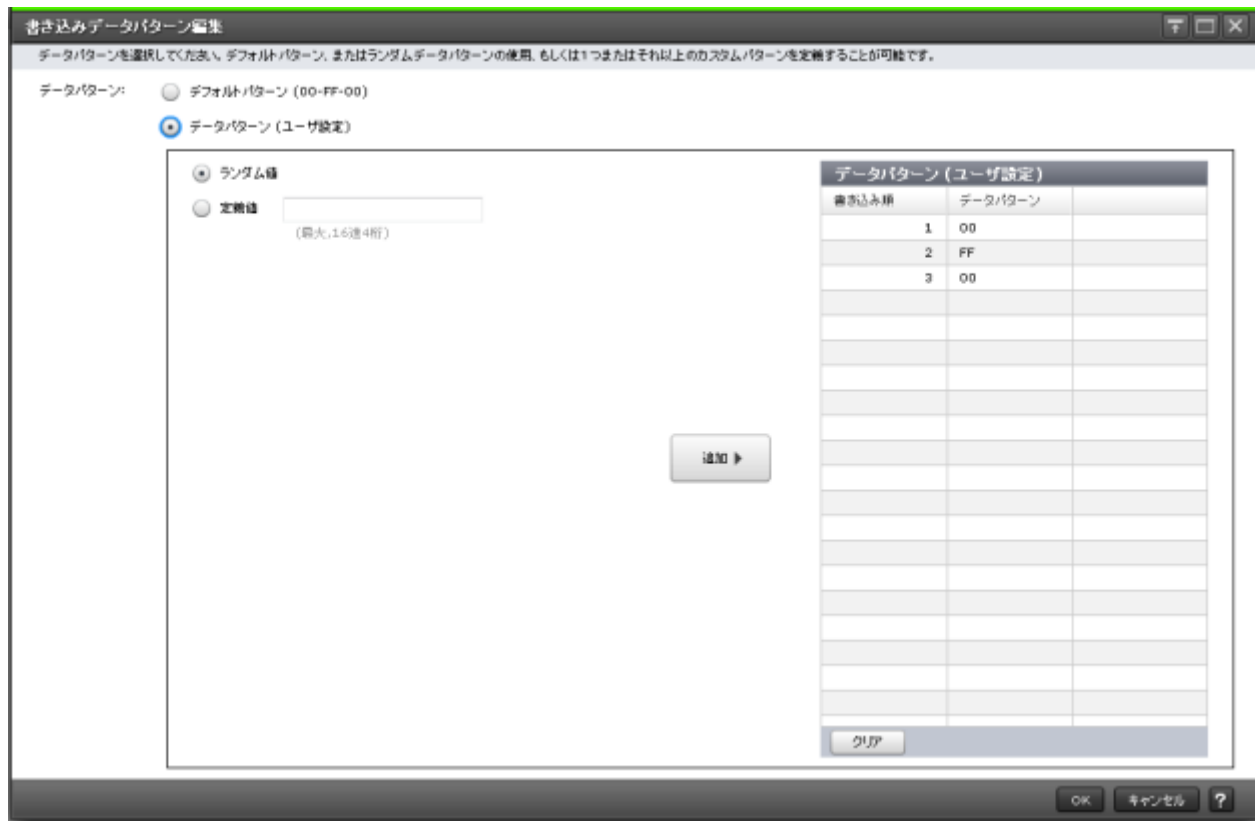 書き込みデータパターン編集
データパターンを選択してください。デフォルトパターン、またはランダムデータパターンの使用、もしくは1つまたはそれ以上のカスタムパターンを定義することが可能です。
データパターン:
デフォルトパターン (00-FF-00)
データパターン (ユーザ設定)
ランダム値
定義値
(最大,16進4桁)
追加
データパターン (ユーザ設定)
書き込み順 データパターン
1 00
2 FF
3 00
クリア
OK キャンセル ?